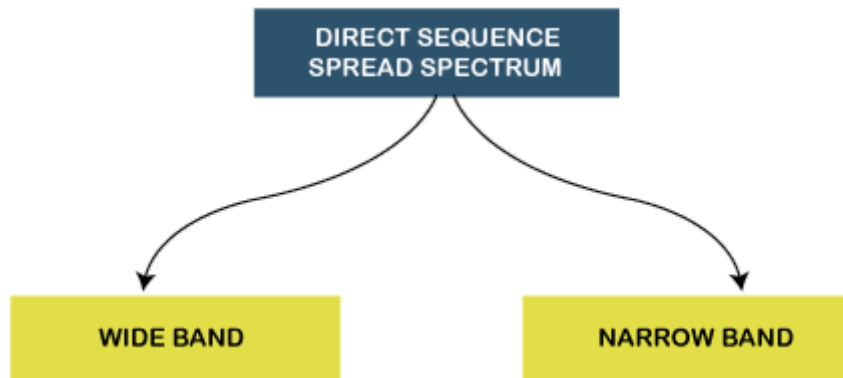 DIRECT SEQUENCE
SPREAD SPECTRUM
WIDE BAND
NARROW BAND